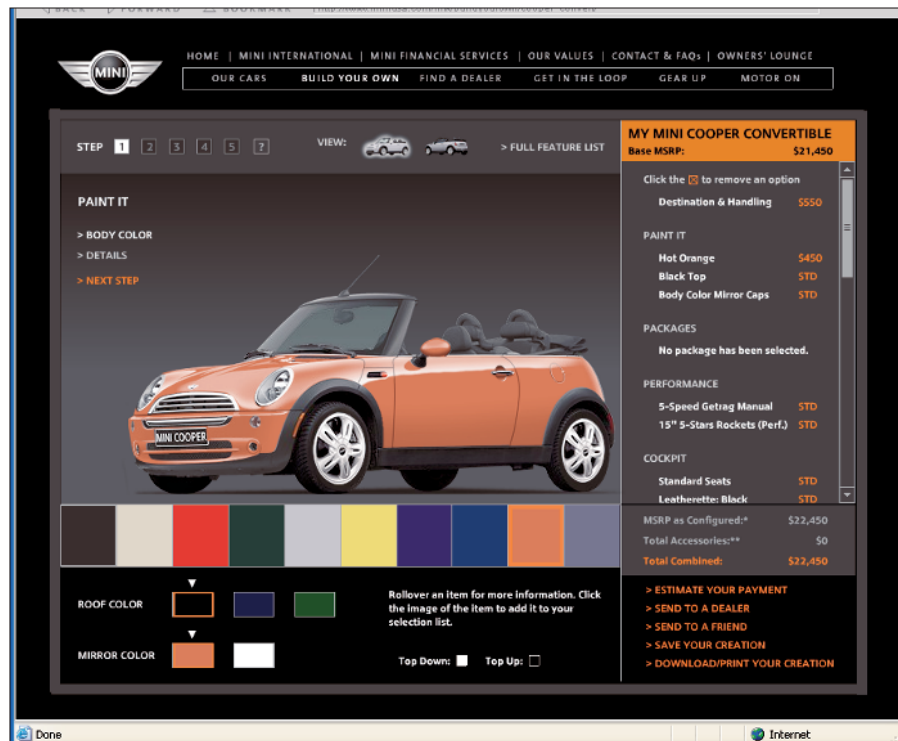 BACK FORWARD BOOKMARK
HOME | MINI INTERNATIONAL | MINI FINANCIAL SERVICES | OUR VALUES | CONTACT & FAQs | OWNERS' LOUNGE
MINI
OUR CARS BUILD YOUR OWN FIND A DEALER GET IN THE LOOP GEAR UP MOTOR ON
STEP 1 2 3 4 5 ? VIEW: > FULL FEATURE LIST
MY MINI COOPER CONVERTIBLE
Base MSRP: $21,450
PAINT IT
> BODY COLOR
> DETAILS
> NEXT STEP
MINI COOPER
Click the ☒ to remove an option
Destination & Handling $550
PAINT IT
Hot Orange $450
Black Top STD
Body Color Mirror Caps STD
PACKAGES
No package has been selected.
PERFORMANCE
5-Speed Getrag Manual STD
15" 5-Stars Rockets (Perf.) STD
COCKPIT
Standard Seats STD
Leatherette: Black STD
MSRP as Configured:* $22,450
Total Accessories:** $0
Total Combined: $22,450
ROOF COLOR
MIRROR COLOR
Rollover an item for more information. Click
the image of the item to add it to your
selection list.
Top Down: Top Up:
> ESTIMATE YOUR PAYMENT
> SEND TO A DEALER
> SEND TO A FRIEND
> SAVE YOUR CREATION
> DOWNLOAD/PRINT YOUR CREATION
Done Internet